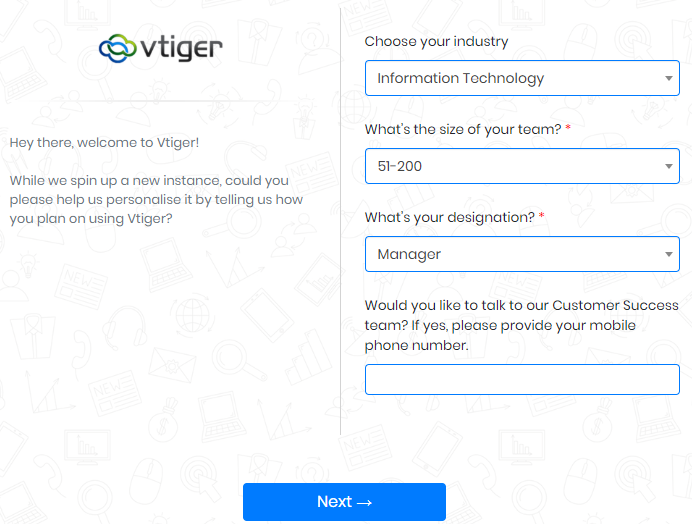 vtiger
Hey there, welcome to Vtiger!
While we spin up a new instance, could you
please help us personalise it by telling us how
you plan on using Vtiger?
Choose your industry
Information Technology
What's the size of your team? *
51-200
What's your designation? *
Manager
Would you like to talk to our Customer Success
team? If yes, please provide your mobile
phone number.
Next →